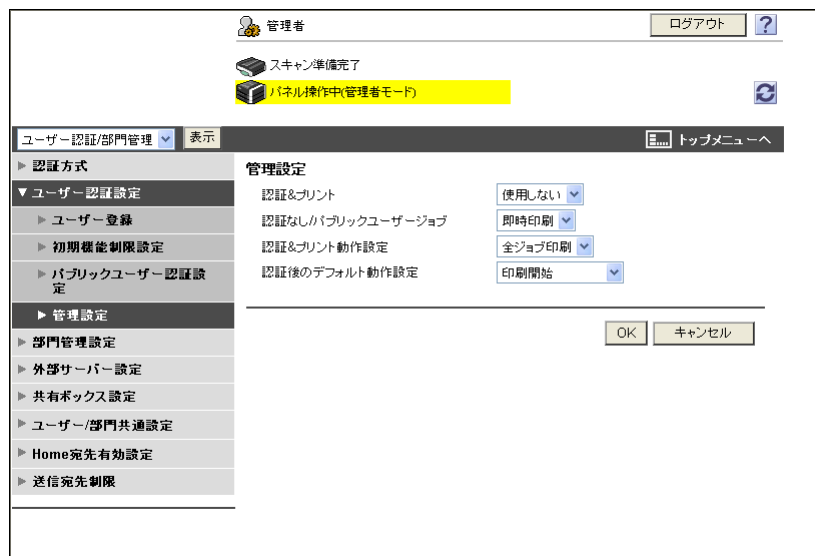 管理者
ログアウト
?
スキャン準備完了
パネル操作中(管理者モード)
ユーザー認証/部門管理
表示
トップメニューへ
認証方式
ユーザー認証設定
ユーザー登録
初期機能制限設定
パブリックユーザー認証設
定
管理設定
部門管理設定
外部サーバー設定
共有ボックス設定
ユーザー/部門共通設定
Home宛先有効設定
送信宛先制限
管理設定
認証&プリント 使用しない
認証なし/パブリックユーザージョブ 即時印刷
認証&プリント動作設定 全ジョブ印刷
認証後のデフォルト動作設定 印刷開始
OK キャンセル